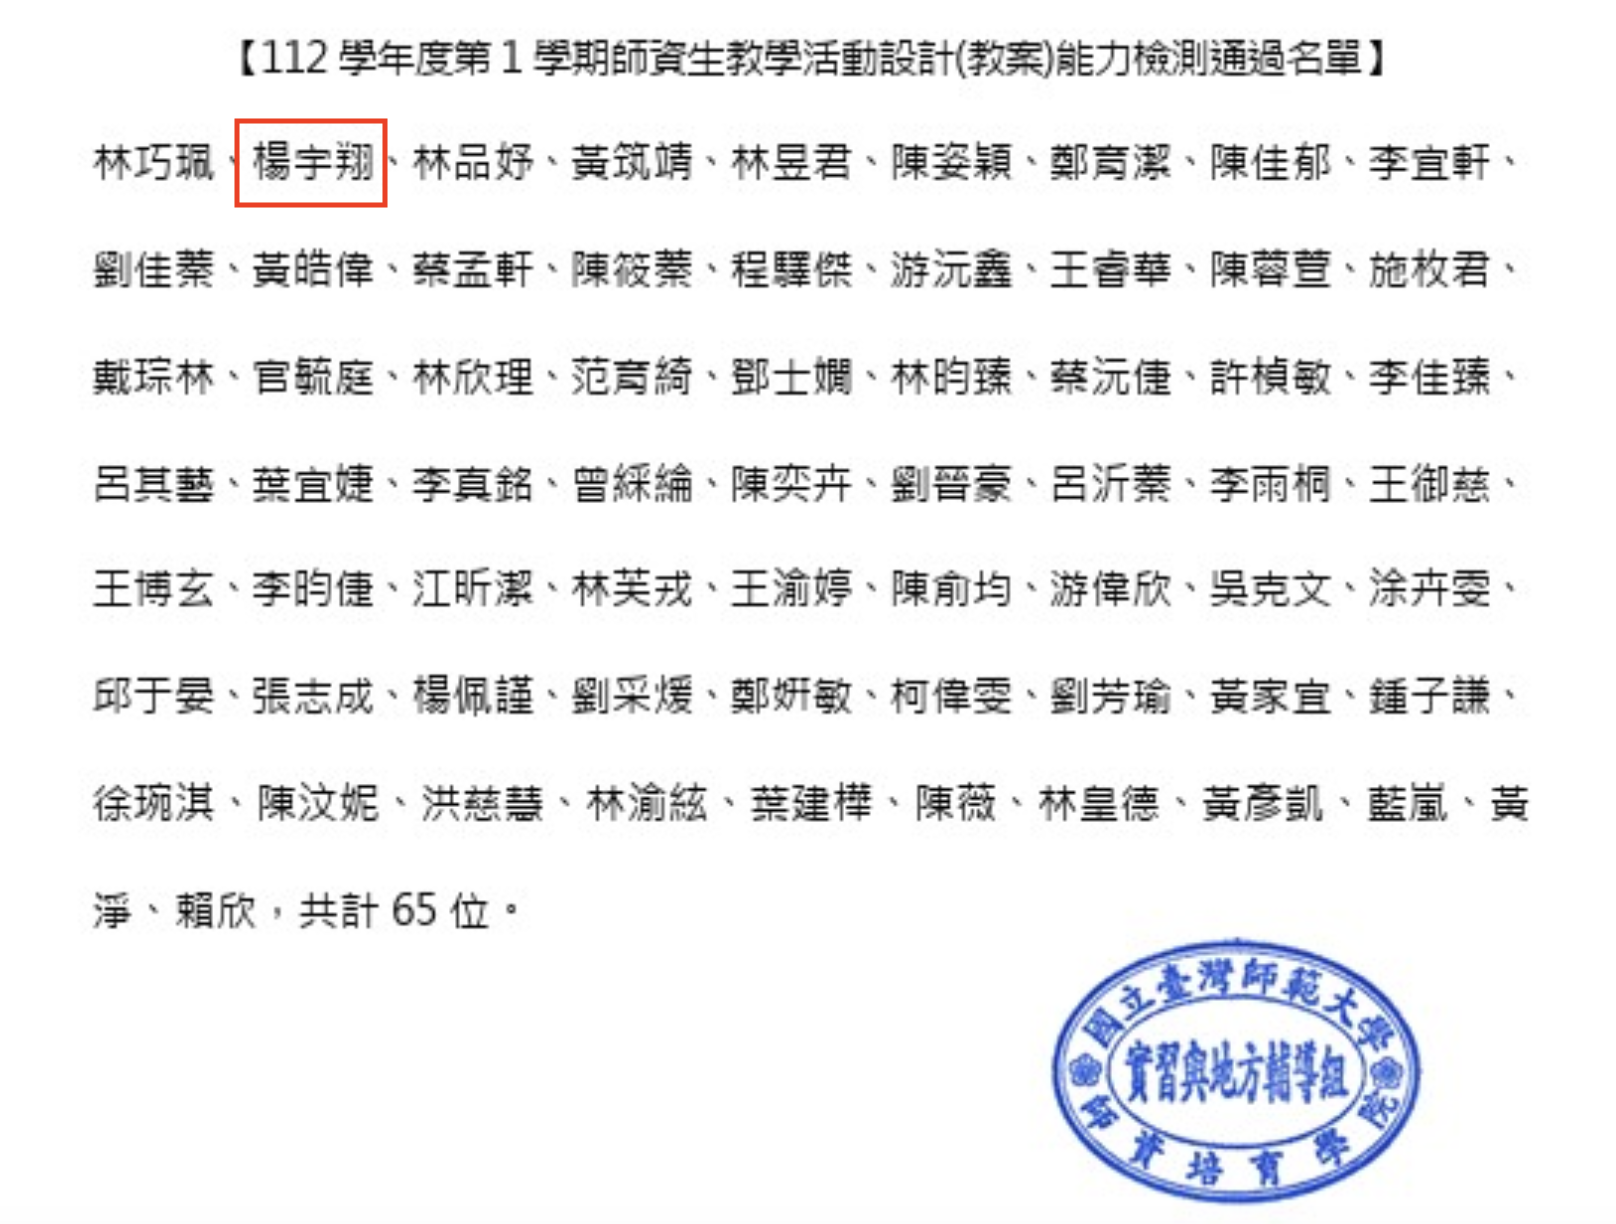 【112 學年度第 1 學期師資生教學活動設計(教案)能力檢測通過名單】
林巧珮、楊宇翔、林品妤、黃筑靖、林昱君、陳姿穎、鄭育潔、陳佳郁、李宜軒、
劉佳蓁、黃皓偉、蔡孟軒、陳筱蓁、程驛傑、游沅鑫、王睿華、陳蓉萱、施枚君、
戴琮林、官毓庭、林欣理、范育綺、鄧士嫺、林昀臻、蔡沅倢、許楨敏、李佳臻、
呂其藝、葉宜婕、李真銘、曾綵綸、陳奕卉、劉晉豪、呂沂蓁、李雨桐、王御慈、
王博玄、李昀倢、江昕潔、林芙戎、王渝婷、陳俞均、游偉欣、吳克文、涂卉雯、
邱于晏、張志成、楊佩謹、劉采煖、鄭妍敏、柯偉雯、劉芳瑜、黃家宜、鍾子謙、
徐琬淇、陳汶妮、洪慈慧、林渝絃、葉建樺、陳薇、林皇德、黃彥凱、藍嵐、黃
淨、賴欣，共計 65 位。
國立臺灣師範大學
實習與地方輔導組
師資培育學院